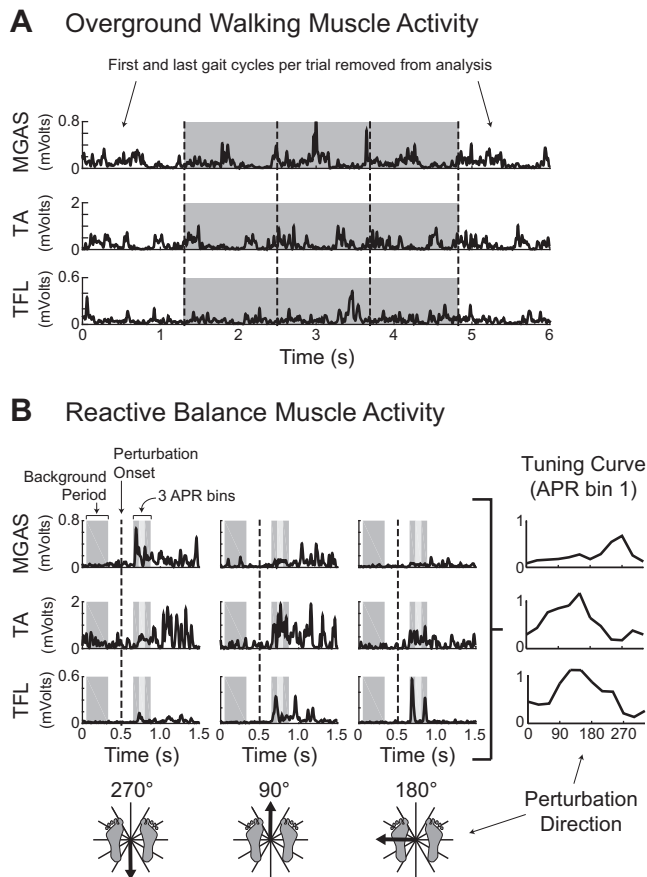 A Overground Walking Muscle Activity
First and last gait cycles per trial removed from analysis
MGAS
(mVolts)
0.8
0
TA
(mVolts)
2
0
TFL
(mVolts)
0.6
0
0 1 2 3 4 5 6
Time (s)
B Reactive Balance Muscle Activity
Background
Period
Perturbation
Onset
3 APR bins
Tuning Curve
(APR bin 1)
MGAS
(mVolts)
0.8
0
1
0
TA
(mVolts)
2
0
1
0
TFL
(mVolts)
0.6
0
1
0
0 0.5 1 1.5 0 0.5 1 1.5 0 0.5 1 1.5
0 90 180 270
Time (s) Time (s) Time (s)
270° 90° 180°
Perturbation
Direction